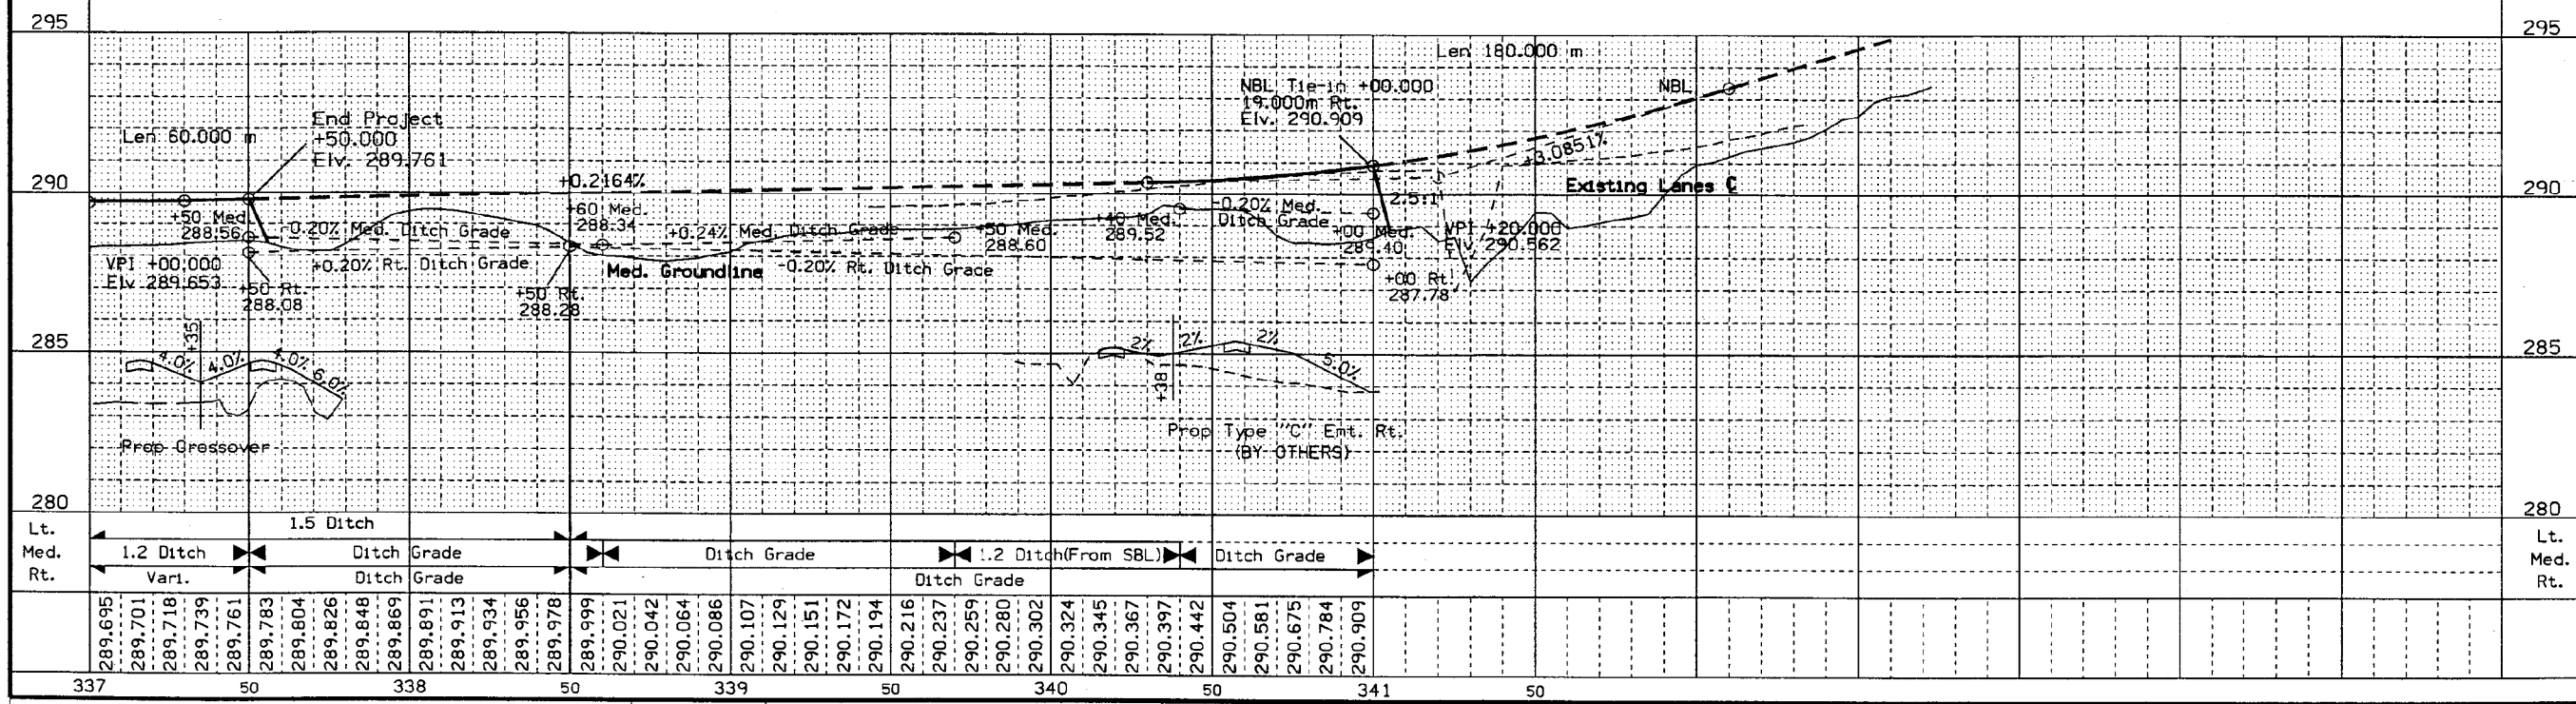 295
295
Len 180.000 m
NBL Tie-in +00.000
19.000m Rt.
Elv. 290.909
NBL
End Project
+50.000
Elv. 289.761
Len 60.000 m
+3.0851%
290
+0.2164%
Existing Lanes C
290
2.5:1
+50 Med.
288.56
-0.20% Med. Ditch Grade
+60 Med.
288.34
+0.24% Med. Ditch Grade
+50 Med.
288.60
+40 Med.
289.52
-0.20% Med.
Ditch Grade
+00 Med.
289.40
VPI +20.000
Elv 290.562
VPI +00.000
Elv 289.653
+0.20% Rt. Ditch Grade
Med. Groundline
-0.20% Rt. Ditch Grade
+50 Rt.
288.08
+50 Rt.
288.28
+00 Rt.
287.78
285
285
4.0%
+35
4.0%
4.0%
6.0%
2%
2%
2%
5.0%
+38
Prop Crossover
Prop Type "C" Emt. Rt.
(BY OTHERS)
280
280
Lt.
1.5 Ditch
Lt.
Med.
1.2 Ditch
Ditch Grade
Ditch Grade
1.2 Ditch(From SBL)
Ditch Grade
Med.
Rt.
Vari.
Ditch Grade
Ditch Grade
Rt.
289.695
289.701
289.718
289.739
289.761
289.783
289.804
289.826
289.848
289.869
289.891
289.913
289.934
289.956
289.978
289.999
290.021
290.042
290.064
290.086
290.107
290.129
290.151
290.172
290.194
290.216
290.237
290.259
290.280
290.302
290.324
290.345
290.367
290.397
290.442
290.504
290.581
290.675
290.784
290.909
337
50
338
50
339
50
340
50
341
50